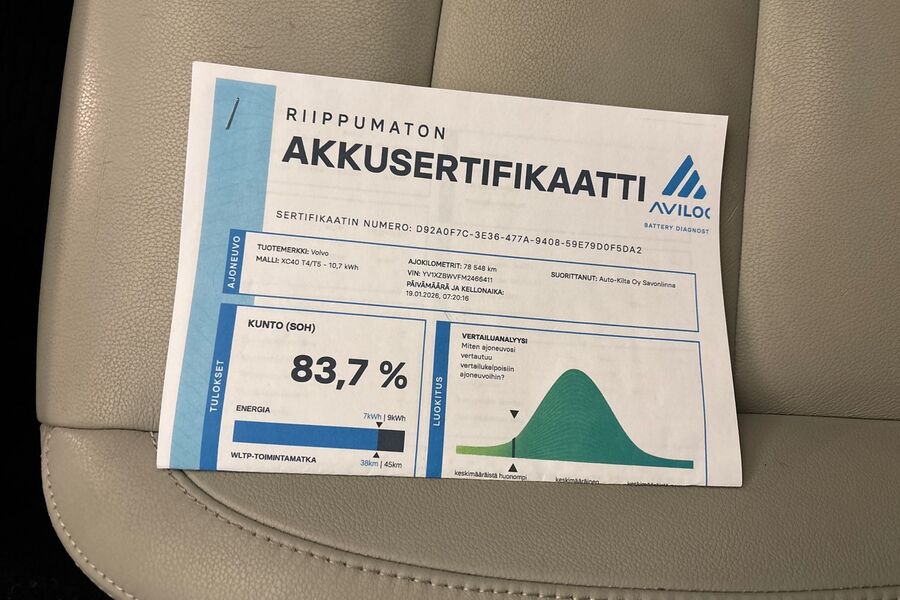 RIIPPUMATON
AKKUSERTIFIKAATTI
AVILOO
BATTERY DIAGNOST
SERTIFIKAATIN NUMERO: D92A0F7C-3E36-477A-9408-59E79D0F5DA2
AJONEUVO
TUOTEMERKKI: Volvo
MALLI: XC40 T4/T5 - 10,7 kWh
AJOKILOMETRIT: 78 548 km
VIN: YV1XZBWVFM2466411
PÄIVÄMÄÄRÄ JA KELLONAIKA:
19.01.2026, 07:20:16
SUORITTANUT: Auto-Kilta Oy Savonlinna
TULOKSET
KUNTO (SOH)
83,7 %
ENERGIA
7kWh | 9kWh
WLTP-TOIMINTAMATKA
38km | 45km
LUOKITUS
VERTAILUANALYYSI
Miten ajoneuvosi
vertautuu
vertailukelpoisiin
ajoneuvoihin?
keskimääräistä huonompi
keskimääräinen